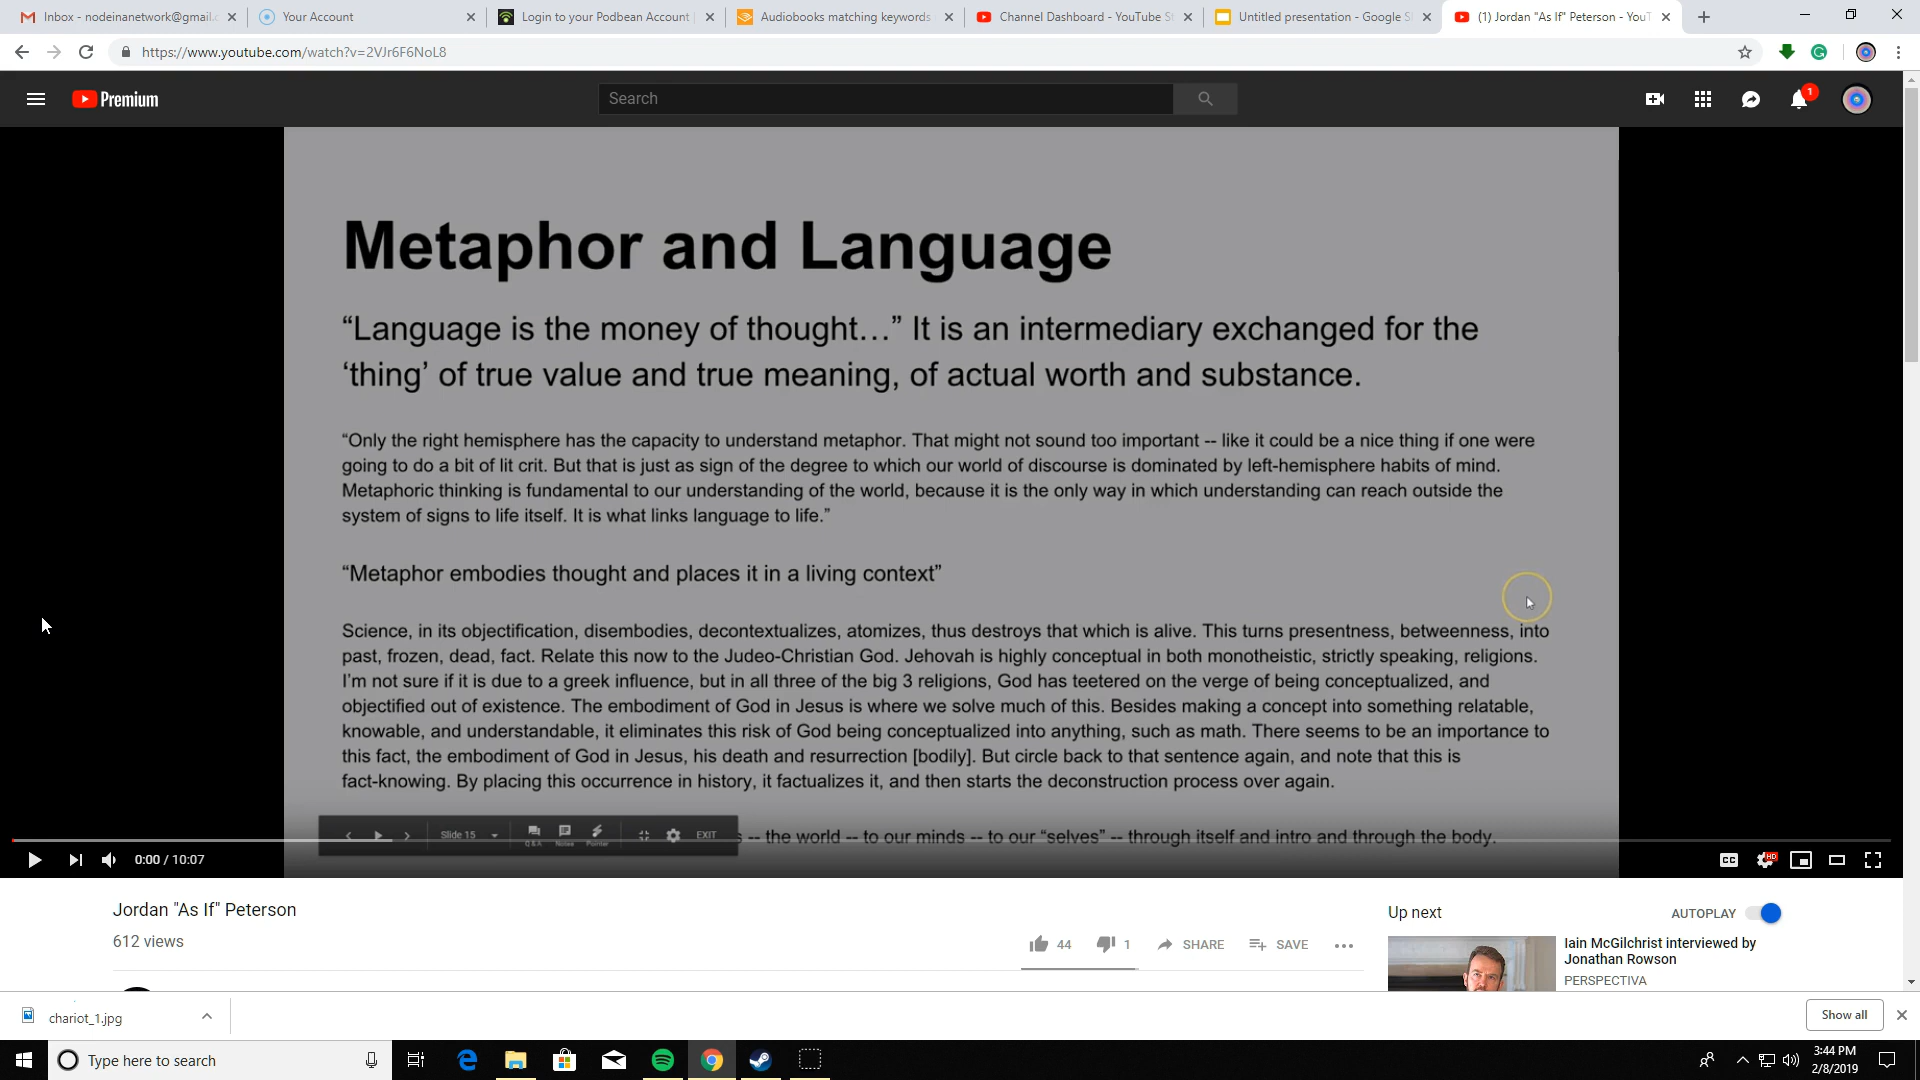 Inbox - nodeinanetwork@gmail.c
Your Account
Login to your Podbean Account
Audiobooks matching keywords
Channel Dashboard - YouTube St
Untitled presentation - Google Sl
(1) Jordan "As If" Peterson - YouT
https://www.youtube.com/watch?v=2VJr6F6NoL8
Premium
Search
1
Metaphor and Language
“Language is the money of thought…” It is an intermediary exchanged for the
‘thing’ of true value and true meaning, of actual worth and substance.
“Only the right hemisphere has the capacity to understand metaphor. That might not sound too important -- like it could be a nice thing if one were
going to do a bit of lit crit. But that is just as sign of the degree to which our world of discourse is dominated by left-hemisphere habits of mind.
Metaphoric thinking is fundamental to our understanding of the world, because it is the only way in which understanding can reach outside the
system of signs to life itself. It is what links language to life.”
“Metaphor embodies thought and places it in a living context”
Science, in its objectification, disembodies, decontextualizes, atomizes, thus destroys that which is alive. This turns presentness, betweenness, into
past, frozen, dead, fact. Relate this now to the Judeo-Christian God. Jehovah is highly conceptual in both monotheistic, strictly speaking, religions.
I’m not sure if it is due to a greek influence, but in all three of the big 3 religions, God has teetered on the verge of being conceptualized, and
objectified out of existence. The embodiment of God in Jesus is where we solve much of this. Besides making a concept into something relatable,
knowable, and understandable, it eliminates this risk of God being conceptualized into anything, such as math. There seems to be an importance to
this fact, the embodiment of God in Jesus, his death and resurrection [bodily]. But circle back to that sentence again, and note that this is
fact-knowing. By placing this occurrence in history, it factualizes it, and then starts the deconstruction process over again.
Slide 15 Q&A Notes Pointer EXIT
-- the world -- to our minds -- to our “selves” -- through itself and intro and through the body.
0:00 / 10:07
CC HD
Jordan "As If" Peterson
612 views
44 1 SHARE SAVE
Up next
AUTOPLAY
Iain McGilchrist interviewed by
Jonathan Rowson
PERSPECTIVA
chariot_1.jpg
Show all
Type here to search
3:44 PM
2/8/2019